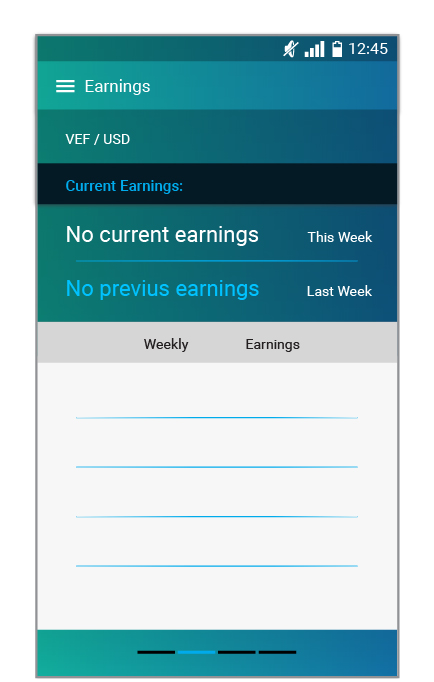 12:45
Earnings
VEF / USD
Current Earnings:
No current earnings This Week
No previus earnings Last Week
Weekly Earnings